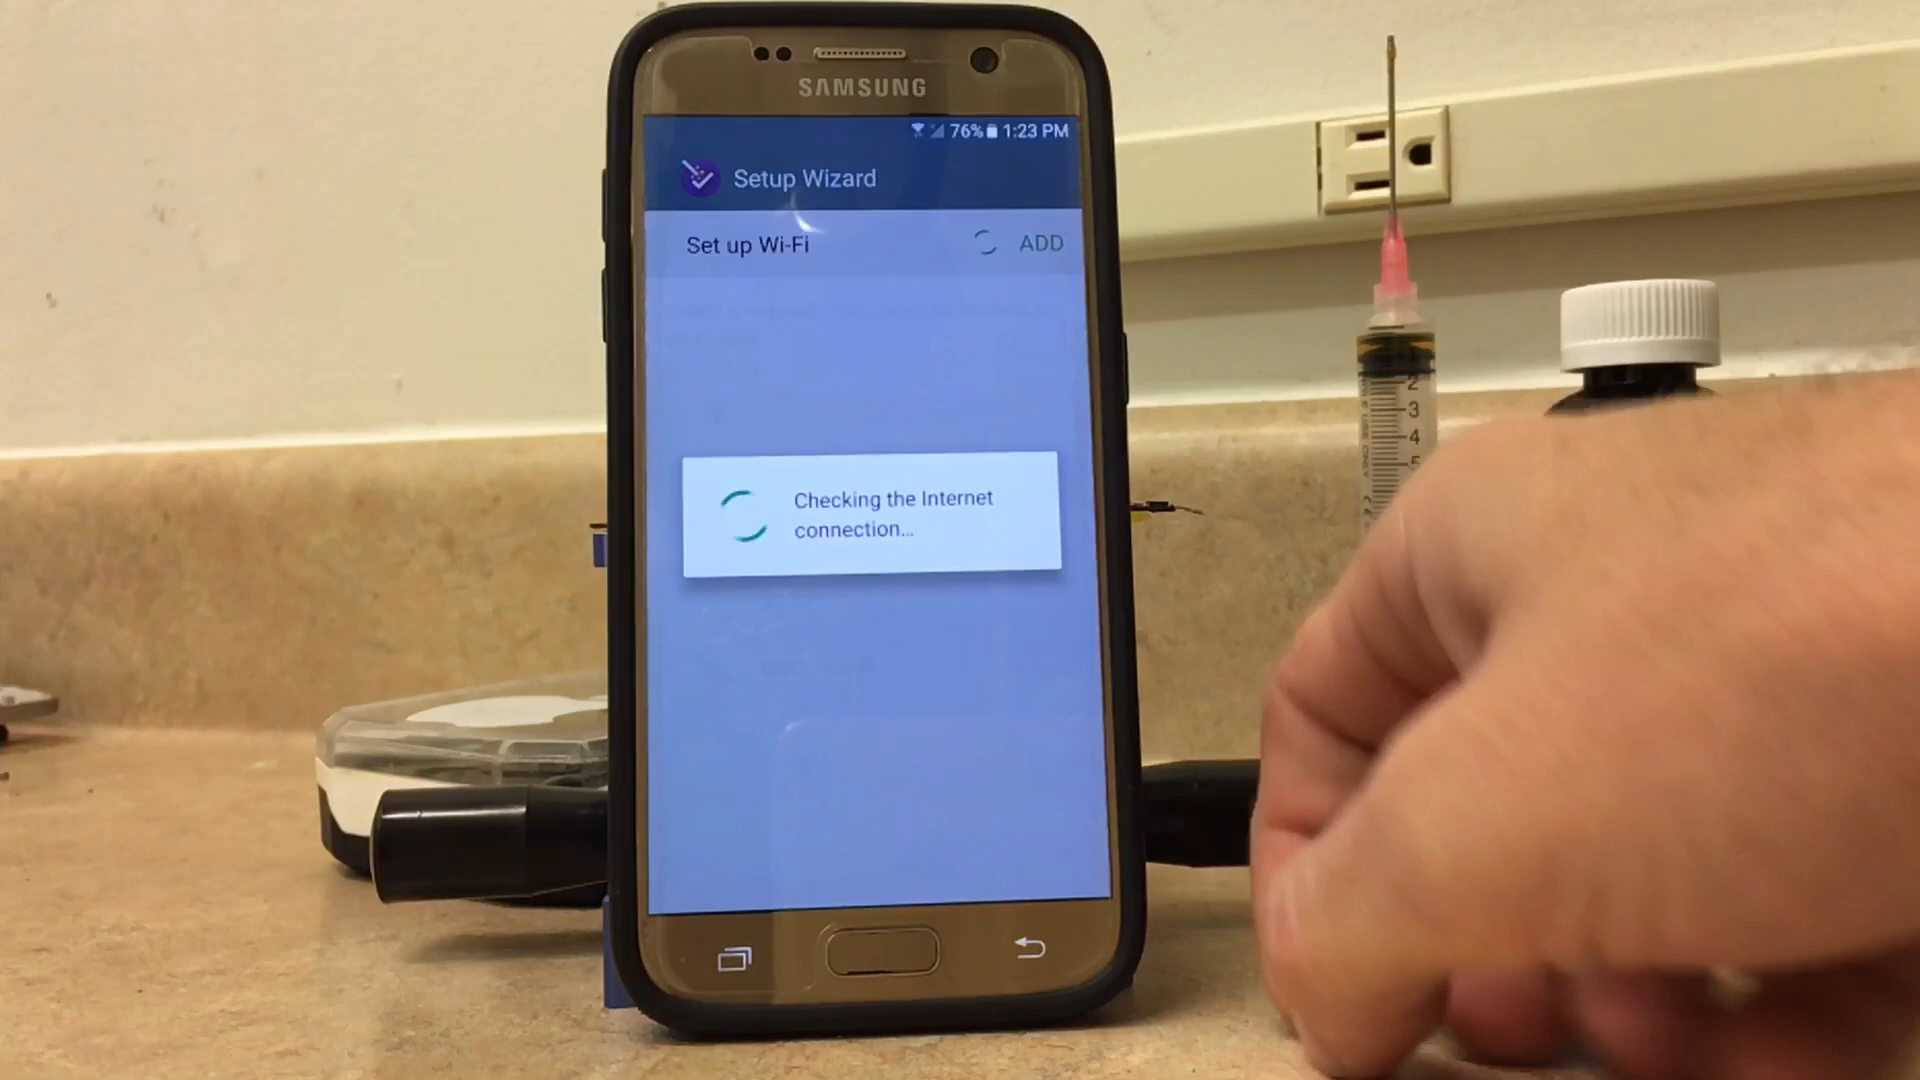 SAMSUNG
76% 1:23 PM
Setup Wizard
Set up Wi-Fi
ADD
Checking the Internet
connection...
2
3
4
5